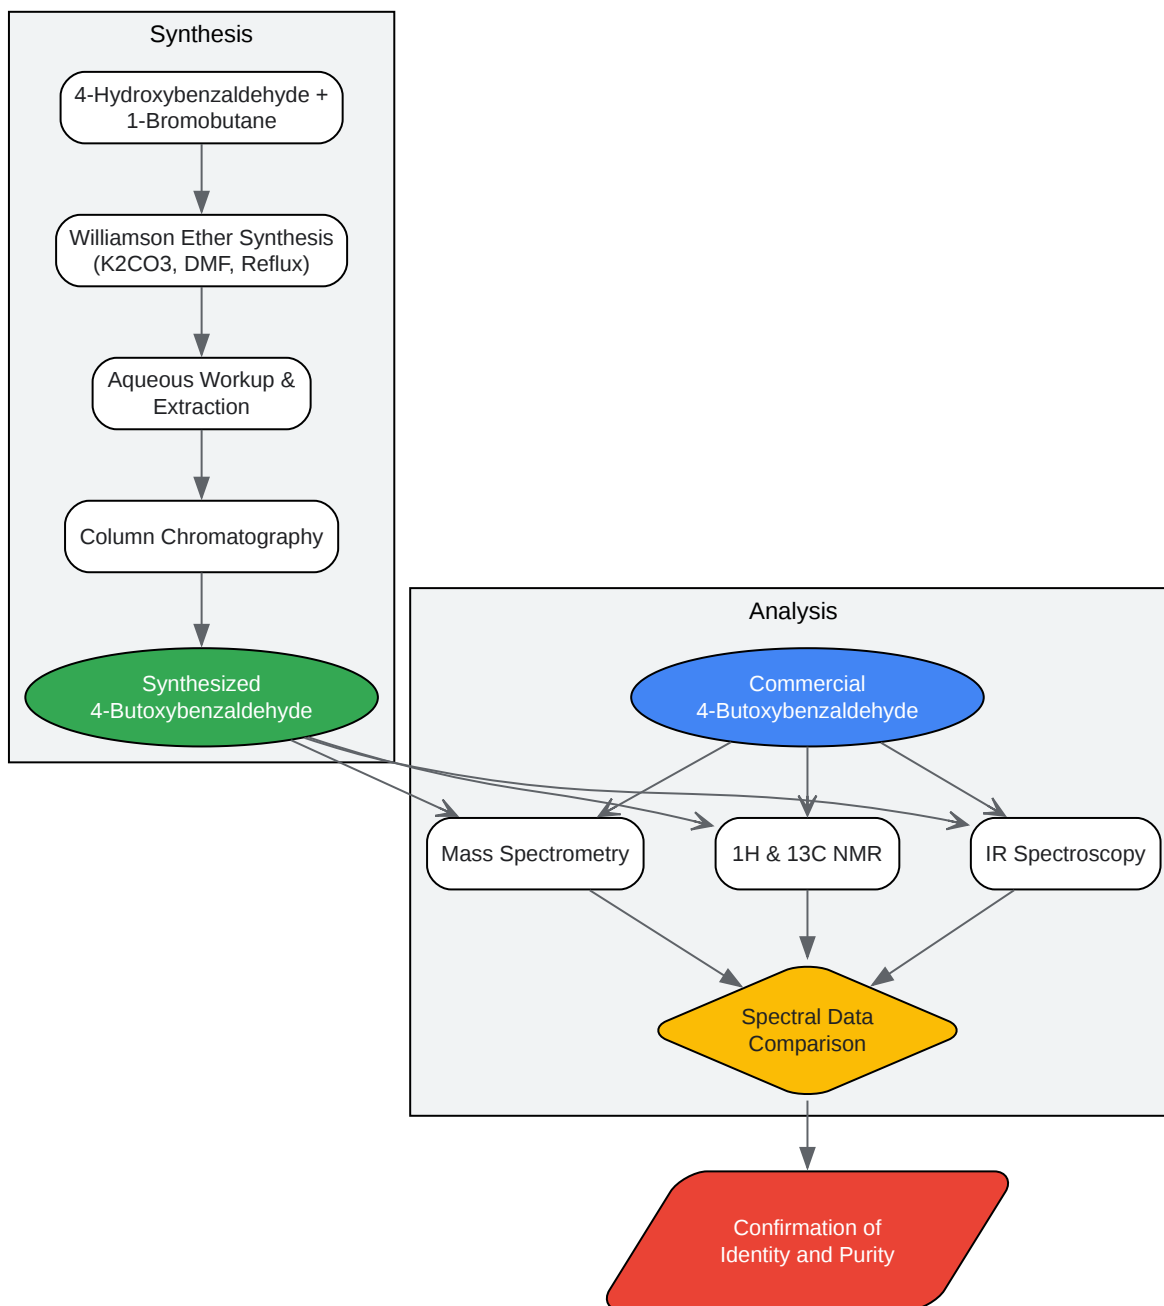 Synthesis
4-Hydroxybenzaldehyde +
1-Bromobutane
Williamson Ether Synthesis
(K2CO3, DMF, Reflux)
Aqueous Workup &
Extraction
Column Chromatography
Synthesized
4-Butoxybenzaldehyde
Analysis
Commercial
4-Butoxybenzaldehyde
Mass Spectrometry
1H & 13C NMR
IR Spectroscopy
Spectral Data
Comparison
Confirmation of
Identity and Purity